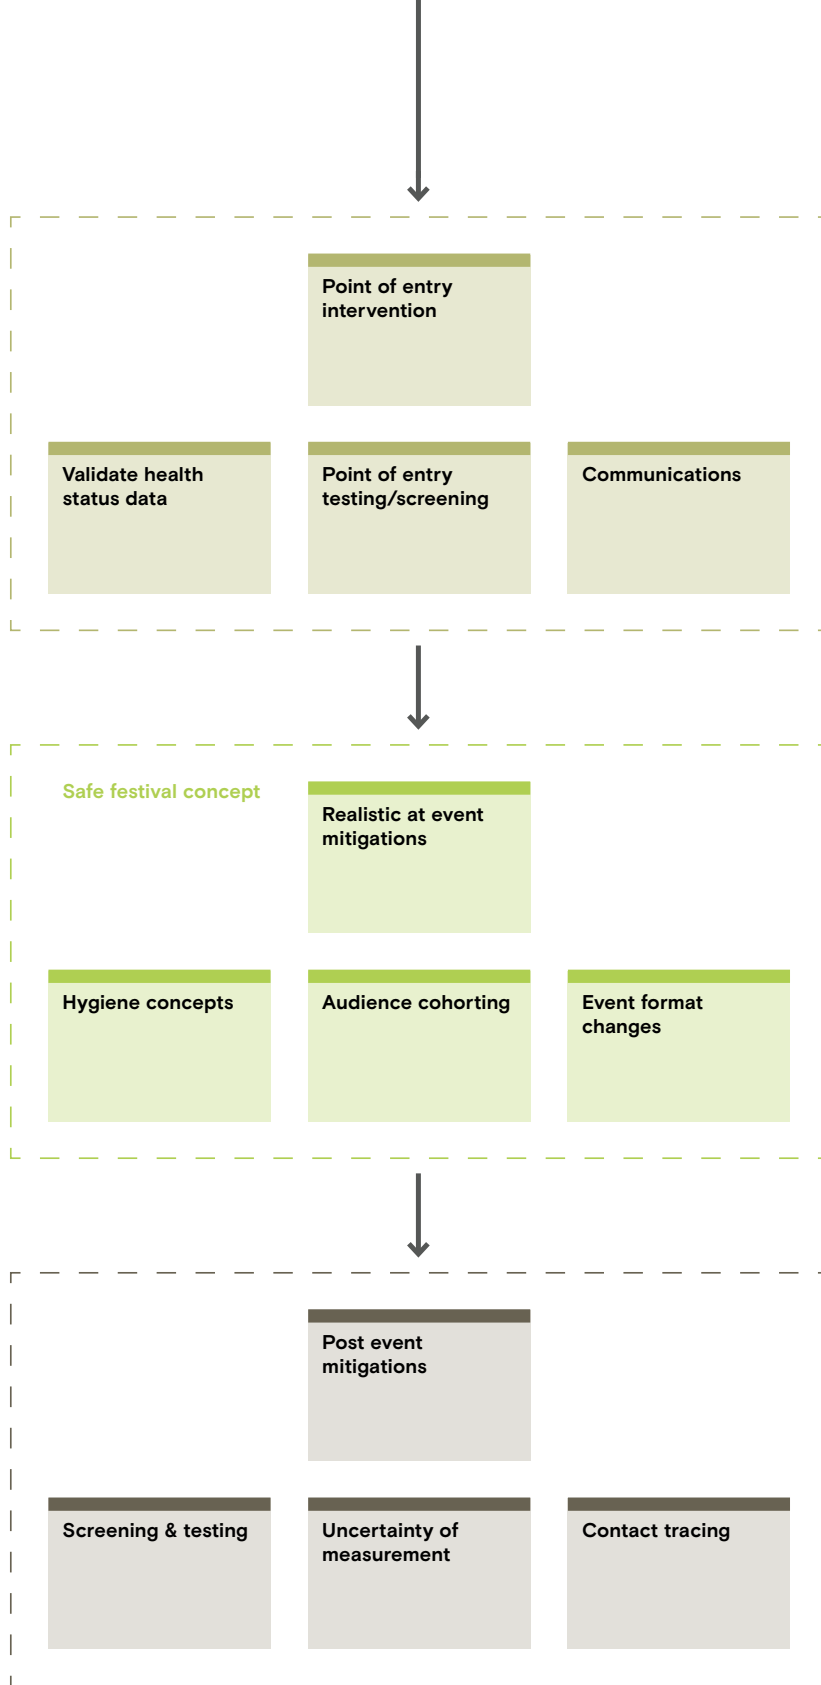 Point of entry
intervention
Validate health
status data
Point of entry
testing/screening
Communications
Safe festival concept
Realistic at event
mitigations
Hygiene concepts
Audience cohorting
Event format
changes
Post event
mitigations
Screening & testing
Uncertainty of
measurement
Contact tracing